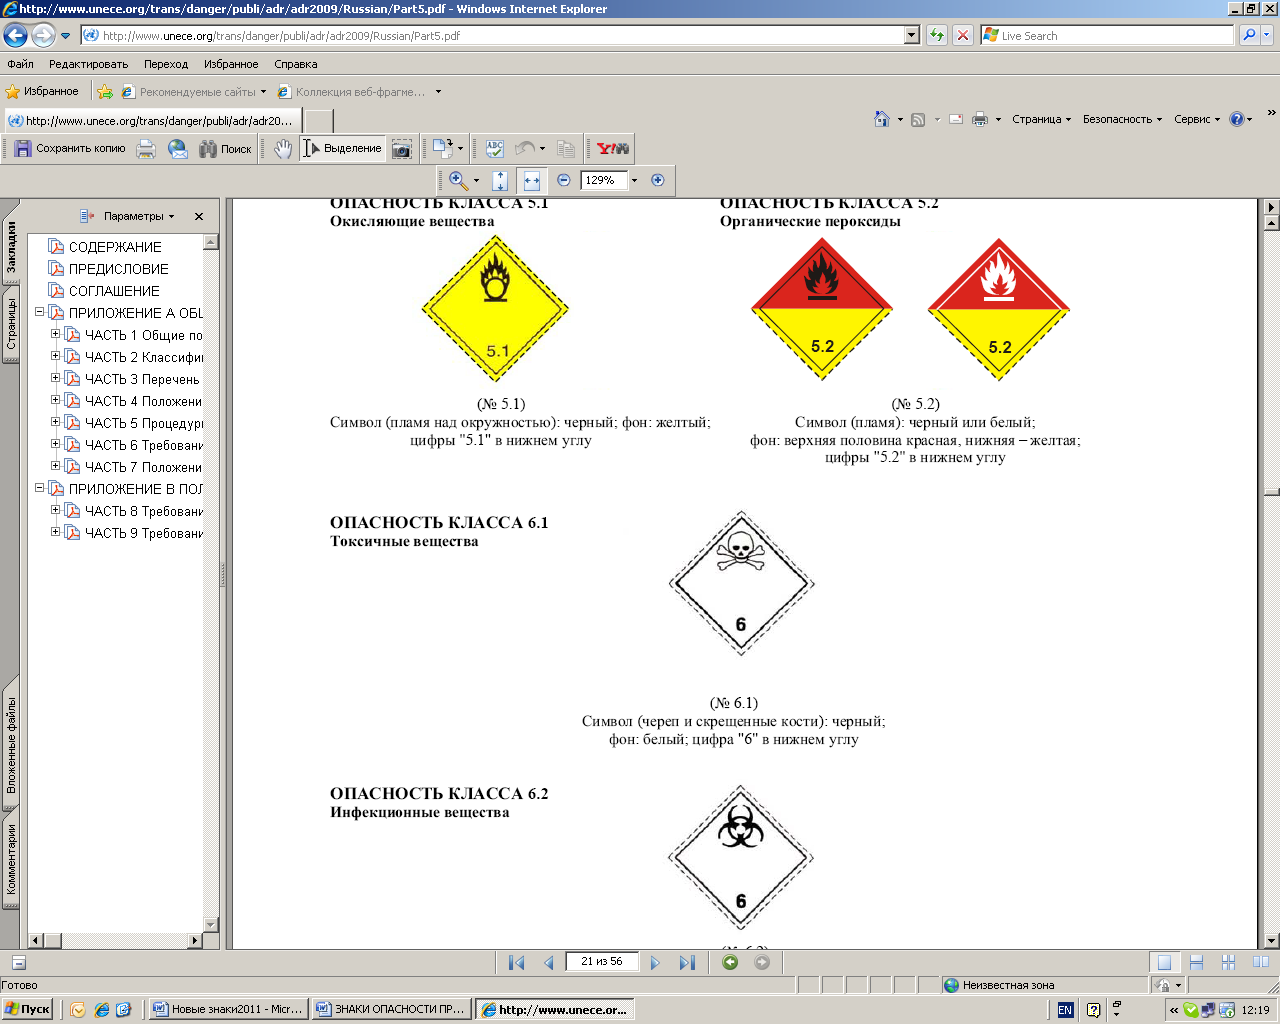 http://www.unece.org/trans/danger/publi/adr/adr2009/Russian/Part5.pdf - Windows Internet Explorer
http://www.unece.org/trans/danger/publi/adr/adr2009/Russian/Part5.pdf
Live Search
Файл Редактировать Переход Избранное Справка
Избранное Рекомендуемые сайты Коллекция веб-фрагме...
http://www.unece.org/trans/danger/publi/adr/adr20...
Страница Безопасность Сервис
Сохранить копию Поиск Выделение
129%
Параметры
Закладки
Страницы
Вложенные файлы
Комментарии
СОДЕРЖАНИЕ
ПРЕДИСЛОВИЕ
СОГЛАШЕНИЕ
ПРИЛОЖЕНИЕ А ОБЩ
ЧАСТЬ 1 Общие по
ЧАСТЬ 2 Классифи
ЧАСТЬ 3 Перечень
ЧАСТЬ 4 Положени
ЧАСТЬ 5 Процедур
ЧАСТЬ 6 Требовани
ЧАСТЬ 7 Положени
ПРИЛОЖЕНИЕ В ПОЛ
ЧАСТЬ 8 Требовани
ЧАСТЬ 9 Требовани
ОПАСНОСТЬ КЛАССА 5.1
Окисляющие вещества
5.1
(№ 5.1)
Символ (пламя над окружностью): черный; фон: желтый;
цифры "5.1" в нижнем углу
ОПАСНОСТЬ КЛАССА 5.2
Органические пероксиды
5.2
5.2
(№ 5.2)
Символ (пламя): черный или белый;
фон: верхняя половина красная, нижняя – желтая;
цифры "5.2" в нижнем углу
ОПАСНОСТЬ КЛАССА 6.1
Токсичные вещества
6
(№ 6.1)
Символ (череп и скрещенные кости): черный;
фон: белый; цифра "6" в нижнем углу
ОПАСНОСТЬ КЛАССА 6.2
Инфекционные вещества
6
(№ 6.2)
21 из 56
Готово
Неизвестная зона
Пуск Новые знаки2011 - Micr... ЗНАКИ ОПАСНОСТИ ПР... http://www.unece.or...
EN
12:19